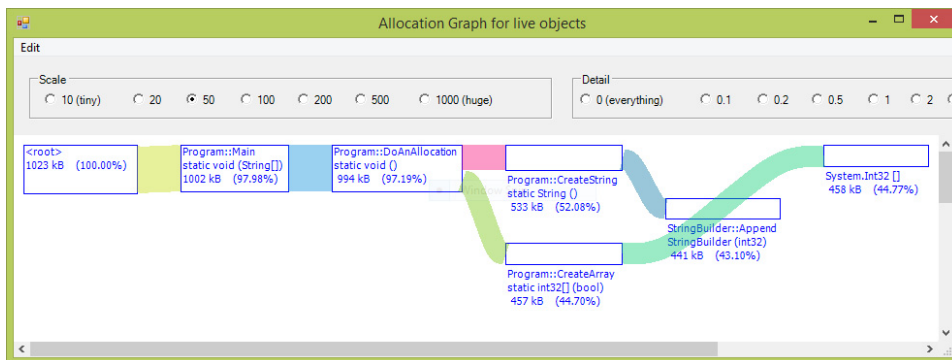 Allocation Graph for live objects
Edit
Scale
10 (tiny) 20 50 100 200 500 1000 (huge)
Detail
0 (everything) 0.1 0.2 0.5 1 2
<root>
1023 kB (100.00%)
Program::Main
static void (String[])
1002 kB (97.98%)
Program::DoAnAllocation
static void ()
994 kB (97.19%)
Program::CreateString
static String ()
533 kB (52.08%)
System.Int32 []
458 kB (44.77%)
StringBuilder::Append
StringBuilder (int32)
441 kB (43.10%)
Program::CreateArray
static int32[] (bool)
457 kB (44.70%)